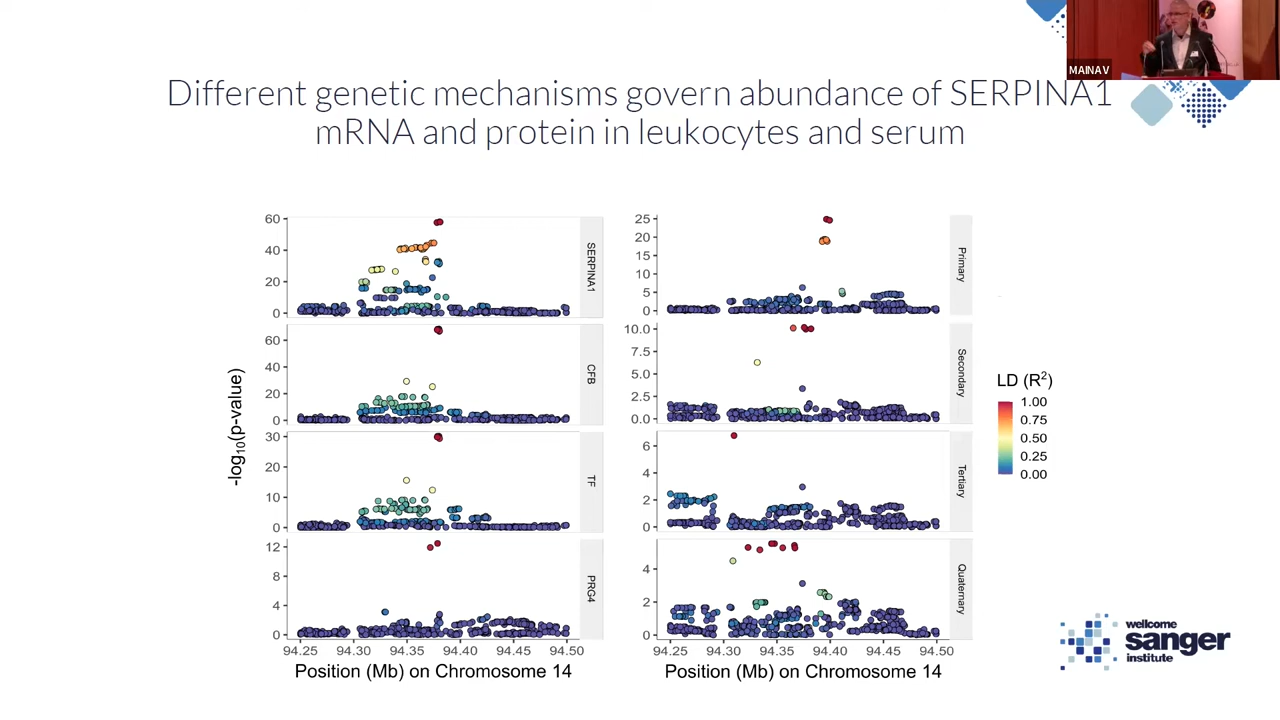 MAINAV
Different genetic mechanisms govern abundance of SERPINA1
mRNA and protein in leukocytes and serum
-log10(p-value)
60
40
20
0
SERPINA1
60
40
20
0
CFB
30
20
10
0
TF
12
8
4
0
PRG4
94.25 94.30 94.35 94.40 94.45 94.50
Position (Mb) on Chromosome 14
25
20
15
10
5
0
Primary
10.0
7.5
5.0
2.5
0.0
Secondary
6
4
2
0
Tertiary
4
2
0
Quaternary
94.25 94.30 94.35 94.40 94.45 94.50
Position (Mb) on Chromosome 14
LD (R2)
1.00
0.75
0.50
0.25
0.00
wellcome
sanger
institute